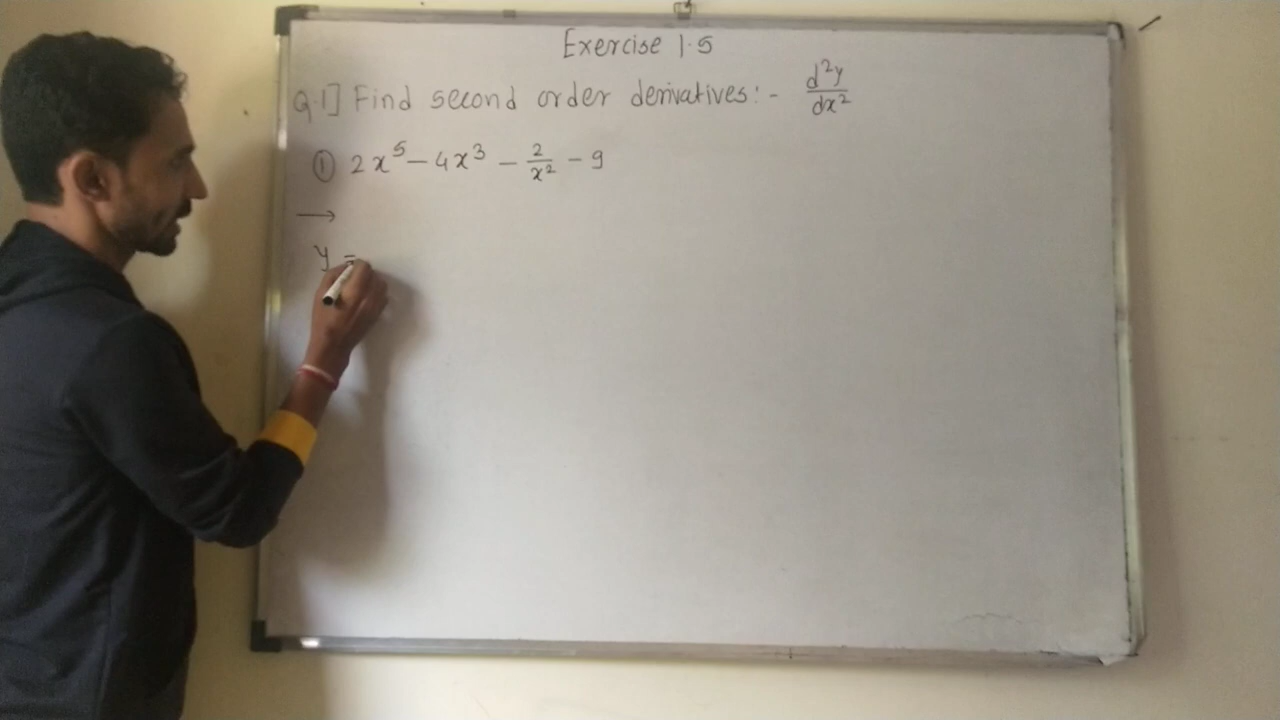 Exercise 1.5
Q.1] Find second order derivatives:- d²y/dx²
① 2x⁵ - 4x³ - 2/x² - 9
→
y =